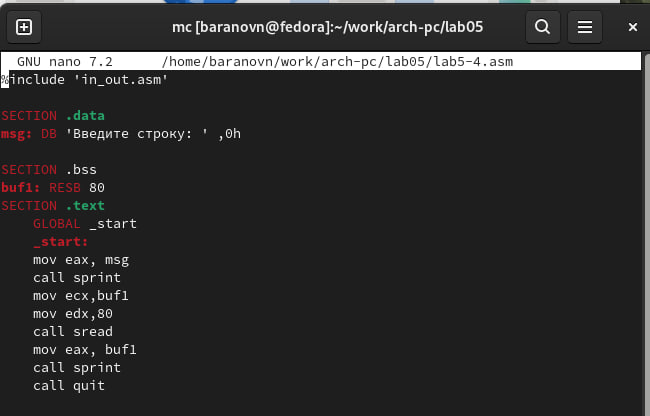 mc [baranovn@fedora]:~/work/arch-pc/lab05
GNU nano 7.2 /home/baranovn/work/arch-pc/lab05/lab5-4.asm
%include 'in_out.asm'
SECTION .data
msg: DB 'Введите строку: ' ,0h
SECTION .bss
buf1: RESB 80
SECTION .text
GLOBAL _start
_start:
mov eax, msg
call sprint
mov ecx,buf1
mov edx,80
call sread
mov eax, buf1
call sprint
call quit